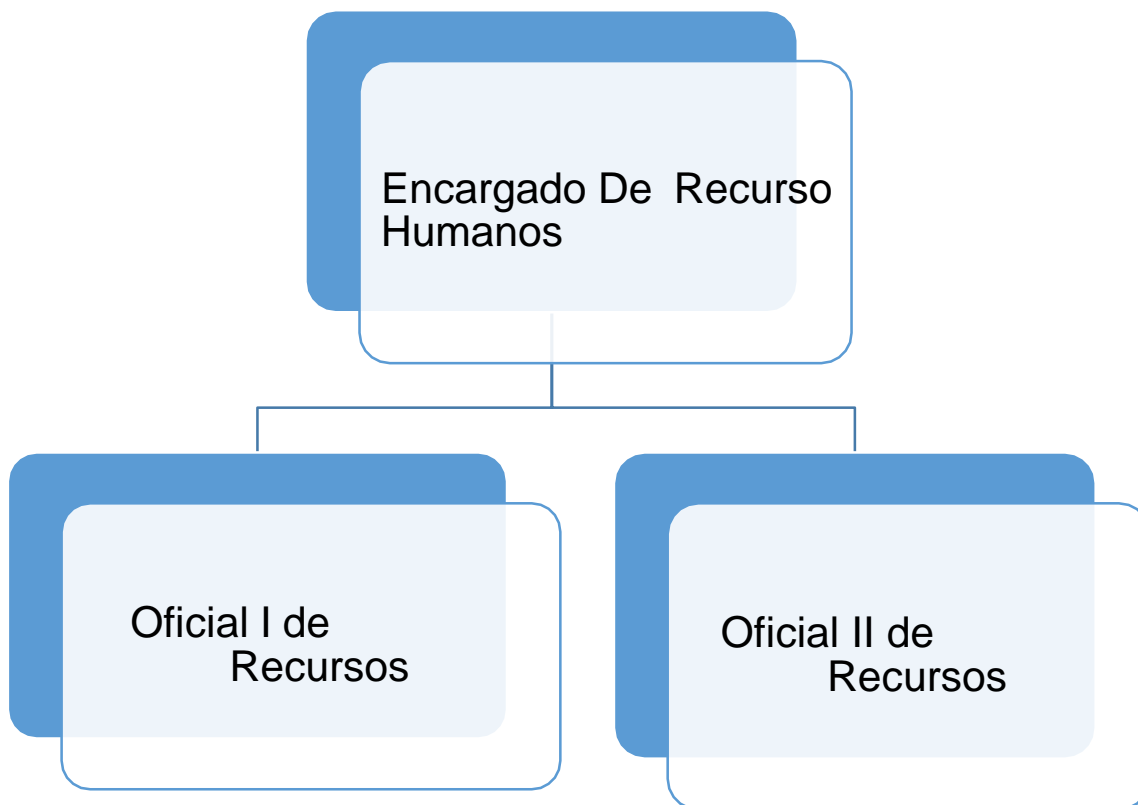 Encargado De Recurso
Humanos
Oficial I de
Recursos
Oficial II de
Recursos